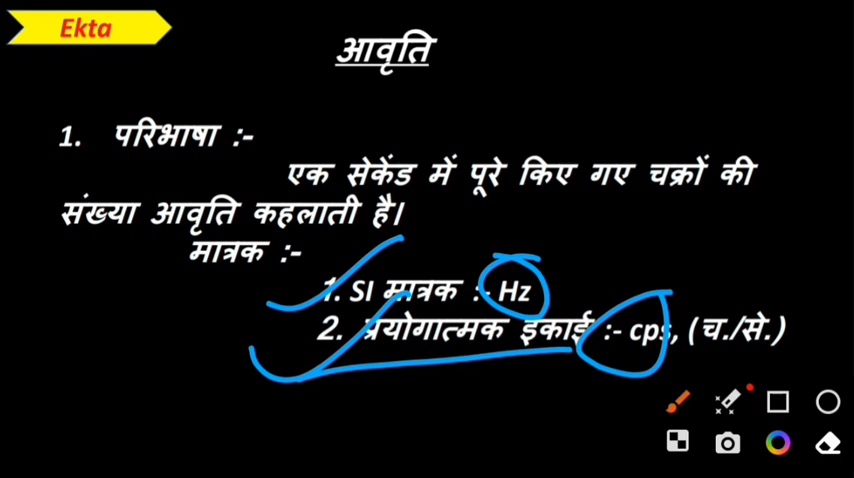 Ekta
आवृति
1. परिभाषा :-
एक सेकेंड में पूरे किए गए चक्रों की
संख्या आवृति कहलाती है।
मात्रक :-
1. SI मात्रक :- Hz
2. प्रयोगात्मक इकाई :- cps, (च./से.)